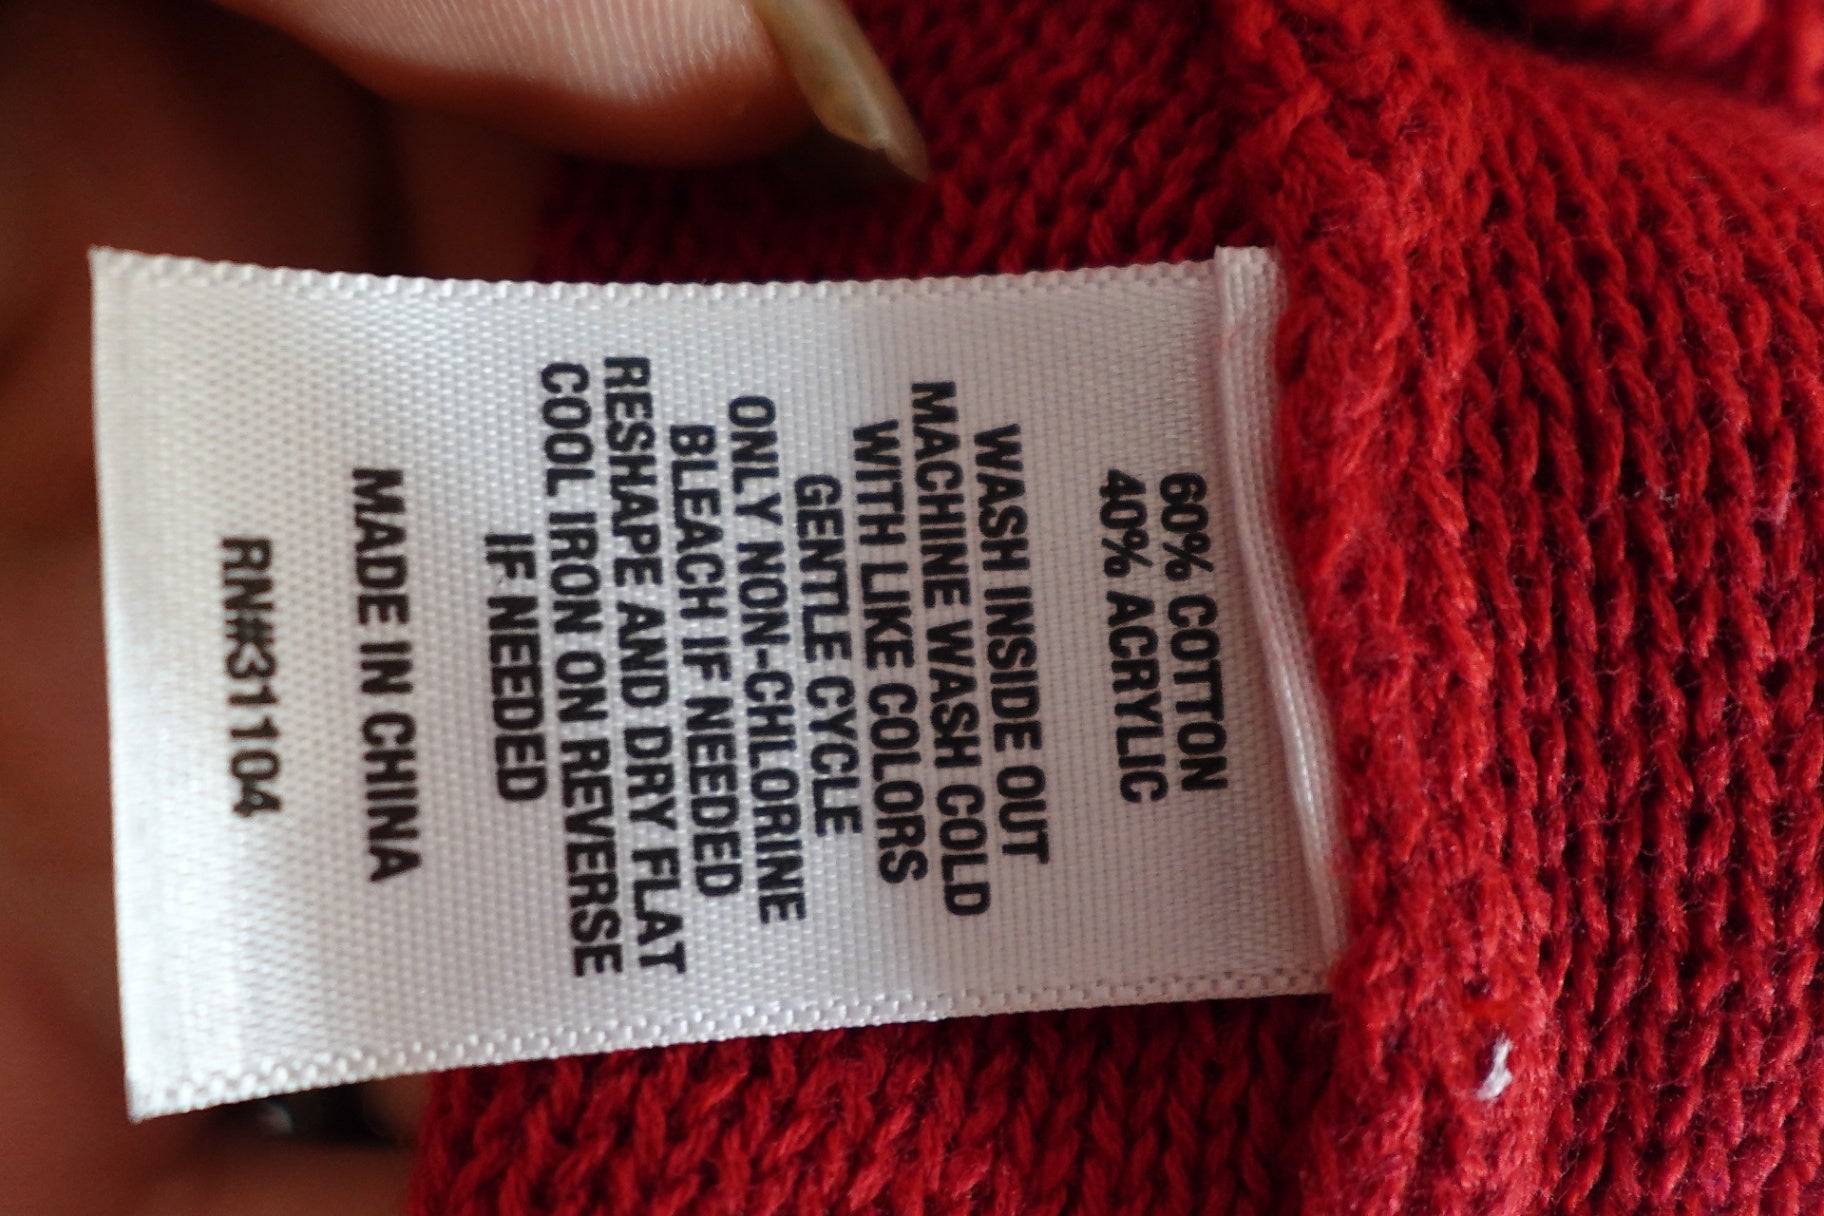 60% COTTON
40% ACRYLIC
WASH INSIDE OUT
MACHINE WASH COLD
WITH LIKE COLORS
GENTLE CYCLE
ONLY NON-CHLORINE
BLEACH IF NEEDED
RESHAPE AND DRY FLAT
COOL IRON ON REVERSE
IF NEEDED
MADE IN CHINA
RN#31104